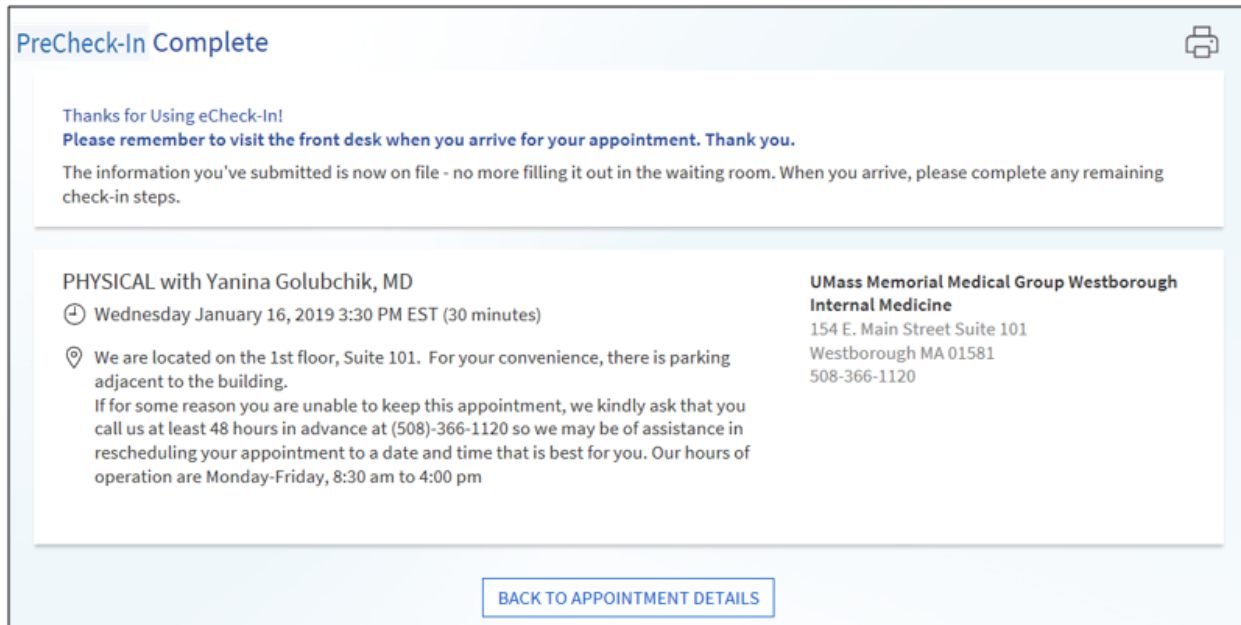 PreCheck-In Complete
Thanks for Using eCheck-In!
Please remember to visit the front desk when you arrive for your appointment. Thank you.
The information you've submitted is now on file - no more filling it out in the waiting room. When you arrive, please complete any remaining
check-in steps.
PHYSICAL with Yanina Golubchik, MD
Wednesday January 16, 2019 3:30 PM EST (30 minutes)
We are located on the 1st floor, Suite 101. For your convenience, there is parking
adjacent to the building.
If for some reason you are unable to keep this appointment, we kindly ask that you
call us at least 48 hours in advance at (508)-366-1120 so we may be of assistance in
rescheduling your appointment to a date and time that is best for you. Our hours of
operation are Monday-Friday, 8:30 am to 4:00 pm
UMass Memorial Medical Group Westborough
Internal Medicine
154 E. Main Street Suite 101
Westborough MA 01581
508-366-1120
BACK TO APPOINTMENT DETAILS